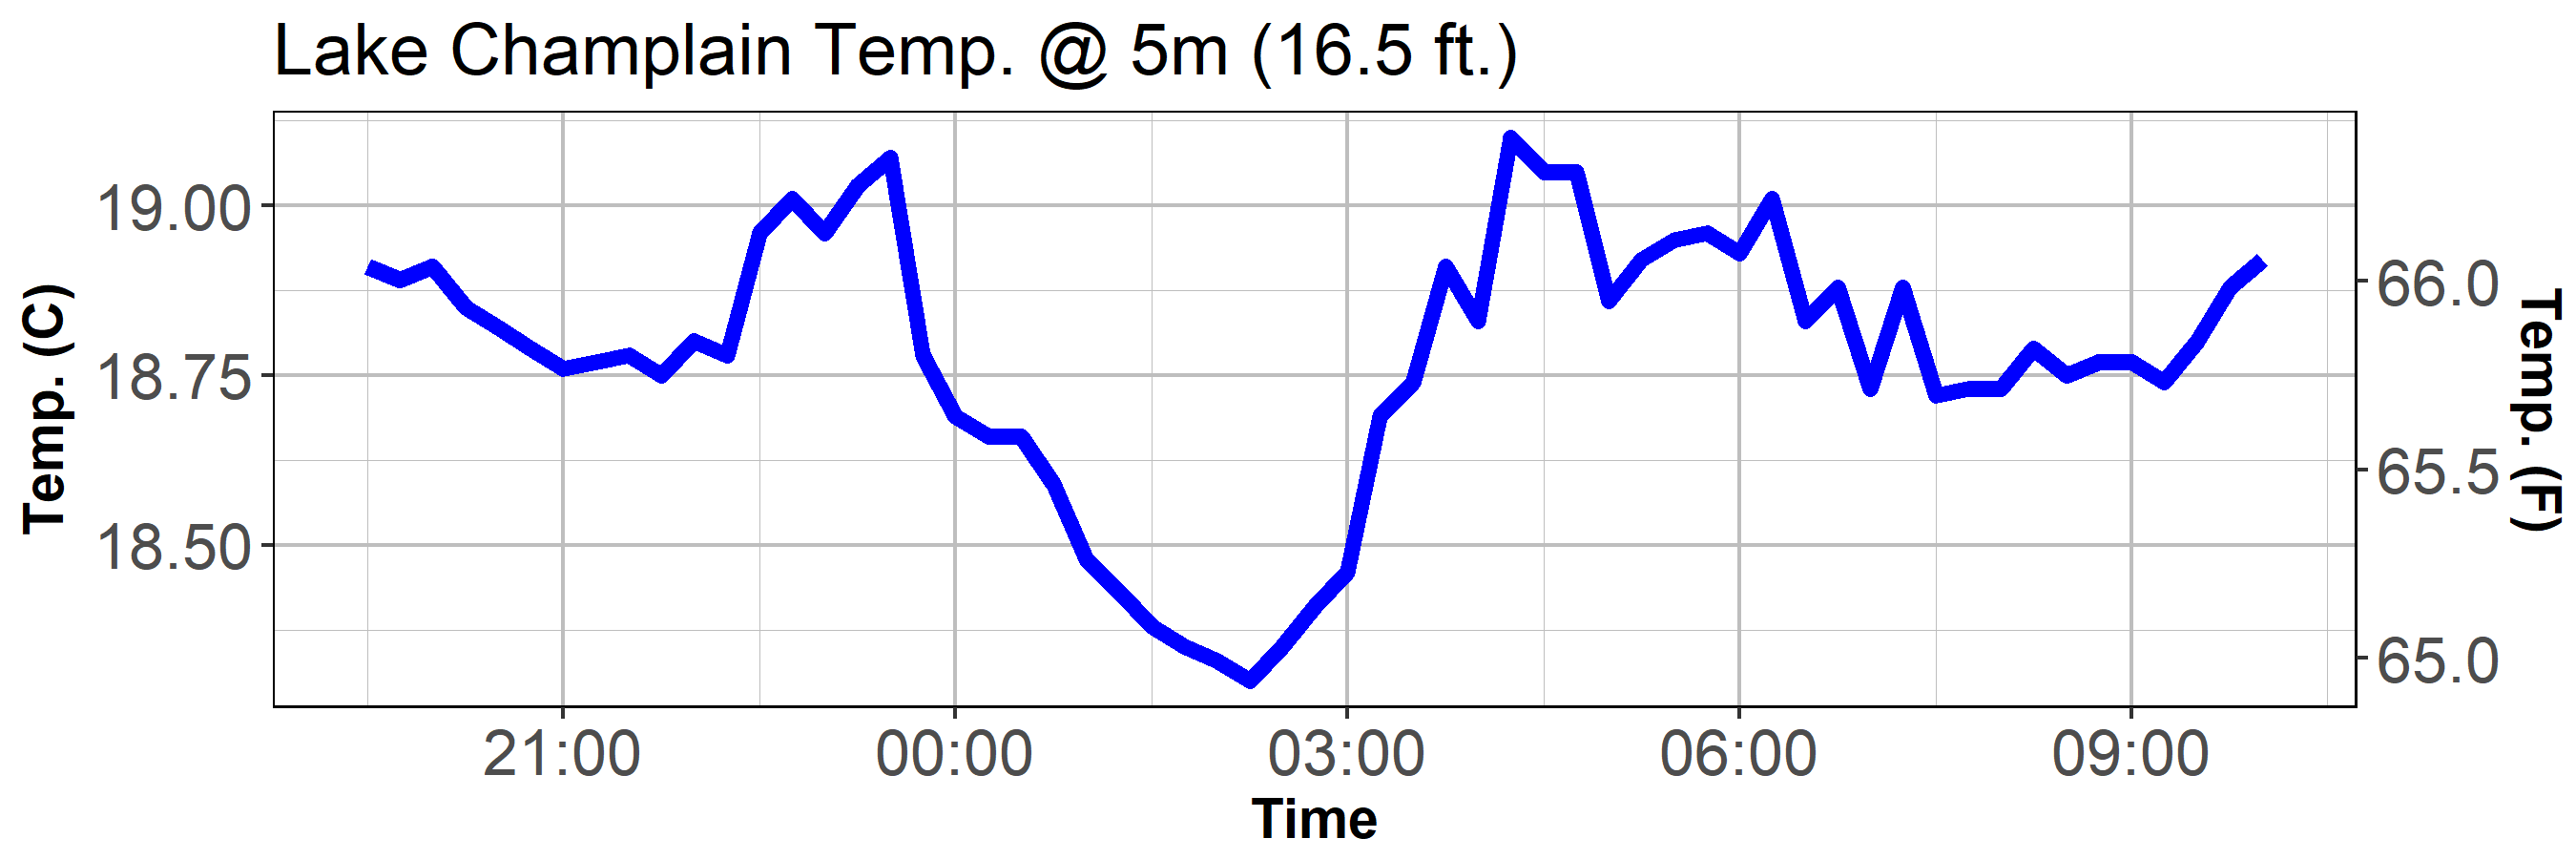 Lake Champlain Temp. @ 5m (16.5 ft.)
Temp. (C)
19.00
18.75
18.50
66.0
65.5
65.0
Temp. (F)
21:00 00:00 03:00 06:00 09:00
Time